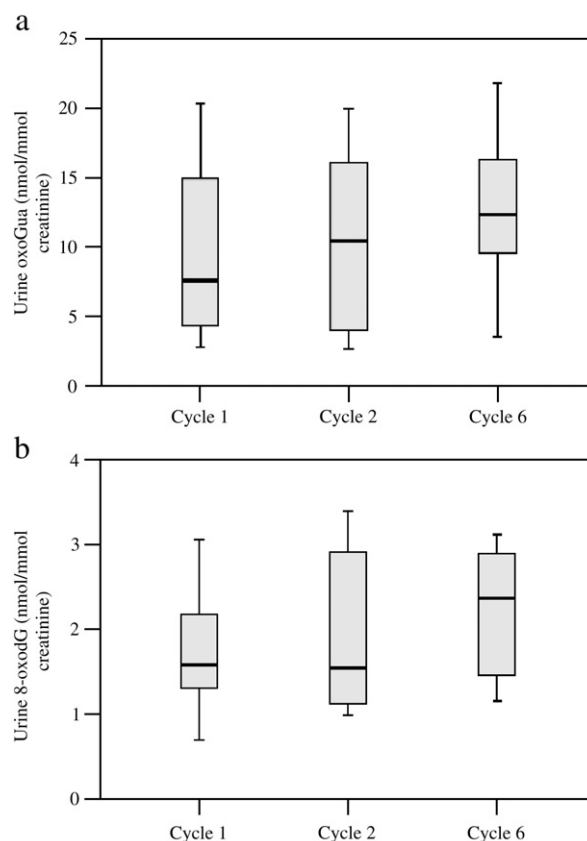 a
25
20
15
10
5
0
Urine oxoGua (nmol/mmol
creatinine)
Cycle 1 Cycle 2 Cycle 6
b
4
3
2
1
0
Urine 8-oxodG (nmol/mmol
creatinine)
Cycle 1 Cycle 2 Cycle 6